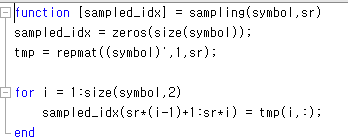 function [sampled_idx] = sampling(symbol,sr)
sampled_idx = zeros(size(symbol));
tmp = repmat((symbol)',1,sr);
for i = 1:size(symbol,2)
    sampled_idx(sr*(i-1)+1:sr*i) = tmp(i,:);
end